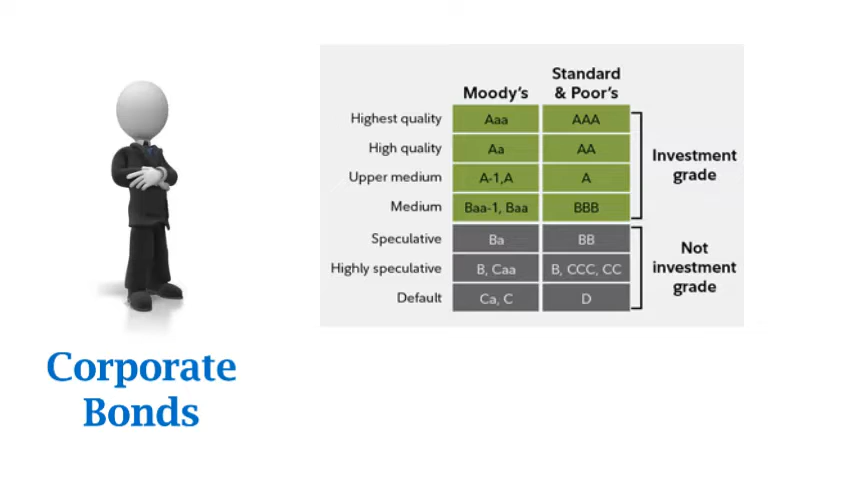 Moody's
Standard
& Poor's
Highest quality Aaa AAA
High quality Aa AA
Upper medium A-1,A A
Medium Baa-1, Baa BBB
Investment
grade
Speculative Ba BB
Highly speculative B, Caa B, CCC, CC
Default Ca, C D
Not
investment
grade
Corporate
Bonds